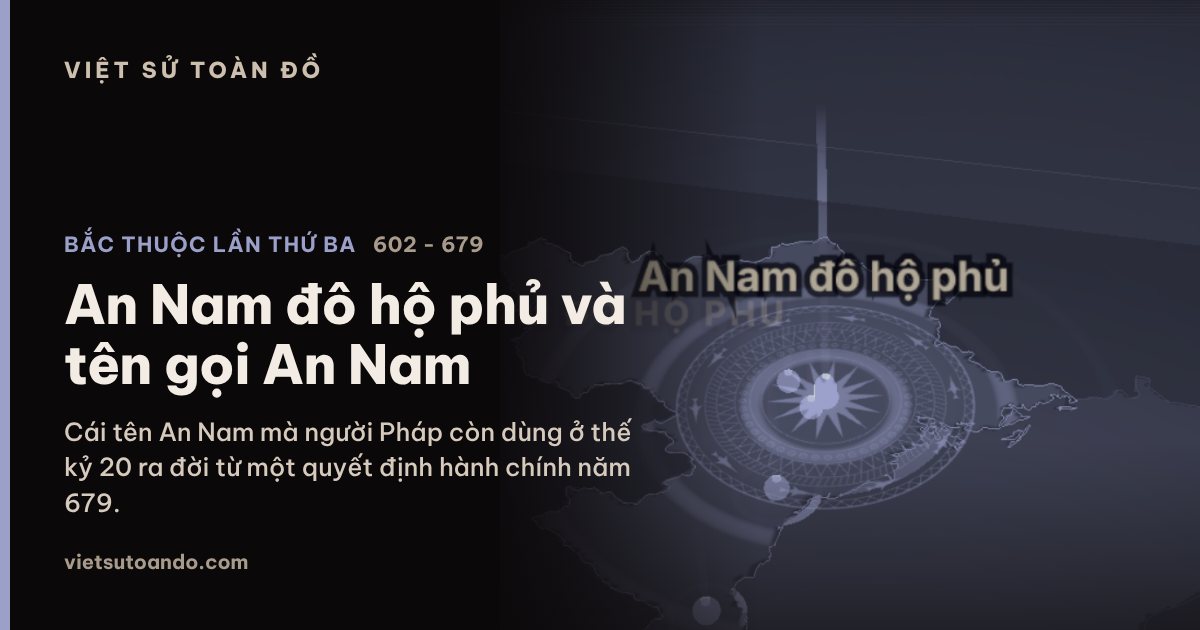 VIỆT SỬ TOÀN ĐỒ
BẮC THUỘC LẦN THỨ BA 602 - 679
An Nam đô hộ phủ và
tên gọi An Nam
Cái tên An Nam mà người Pháp còn dùng ở thế
kỷ 20 ra đời từ một quyết định hành chính năm
679.
vietsutoando.com
An Nam đô hộ phủ
HỘ PHỦ